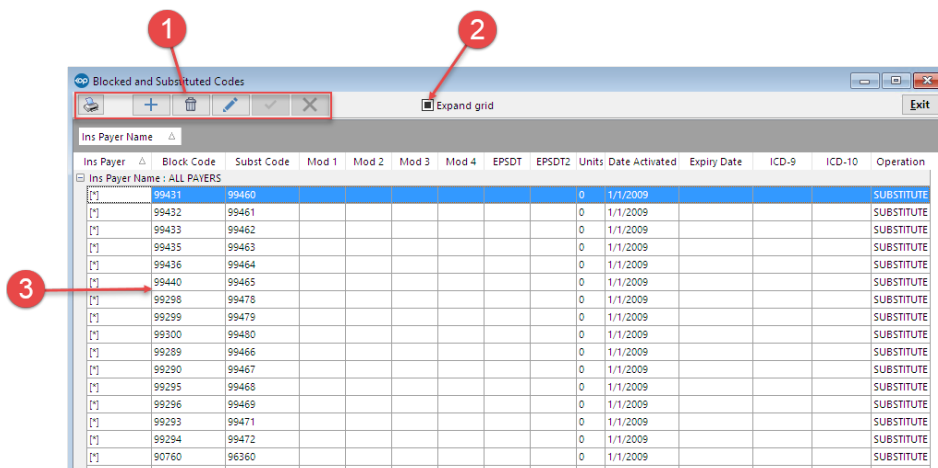 1
2
Blocked and Substituted Codes
Expand grid
Exit
Ins Payer Name
Ins Payer Block Code Subst Code Mod 1 Mod 2 Mod 3 Mod 4 EPSDT EPSDT2 Units Date Activated Expiry Date ICD-9 ICD-10 Operation
Ins Payer Name : ALL PAYERS
[*] 99431 99460 0 1/1/2009 SUBSTITUTE
[*] 99432 99461 0 1/1/2009 SUBSTITUTE
[*] 99433 99462 0 1/1/2009 SUBSTITUTE
[*] 99435 99463 0 1/1/2009 SUBSTITUTE
[*] 99436 99464 0 1/1/2009 SUBSTITUTE
3
[*] 99440 99465 0 1/1/2009 SUBSTITUTE
[*] 99298 99478 0 1/1/2009 SUBSTITUTE
[*] 99299 99479 0 1/1/2009 SUBSTITUTE
[*] 99300 99480 0 1/1/2009 SUBSTITUTE
[*] 99289 99466 0 1/1/2009 SUBSTITUTE
[*] 99290 99467 0 1/1/2009 SUBSTITUTE
[*] 99295 99468 0 1/1/2009 SUBSTITUTE
[*] 99296 99469 0 1/1/2009 SUBSTITUTE
[*] 99293 99471 0 1/1/2009 SUBSTITUTE
[*] 99294 99472 0 1/1/2009 SUBSTITUTE
[*] 90760 96360 0 1/1/2009 SUBSTITUTE